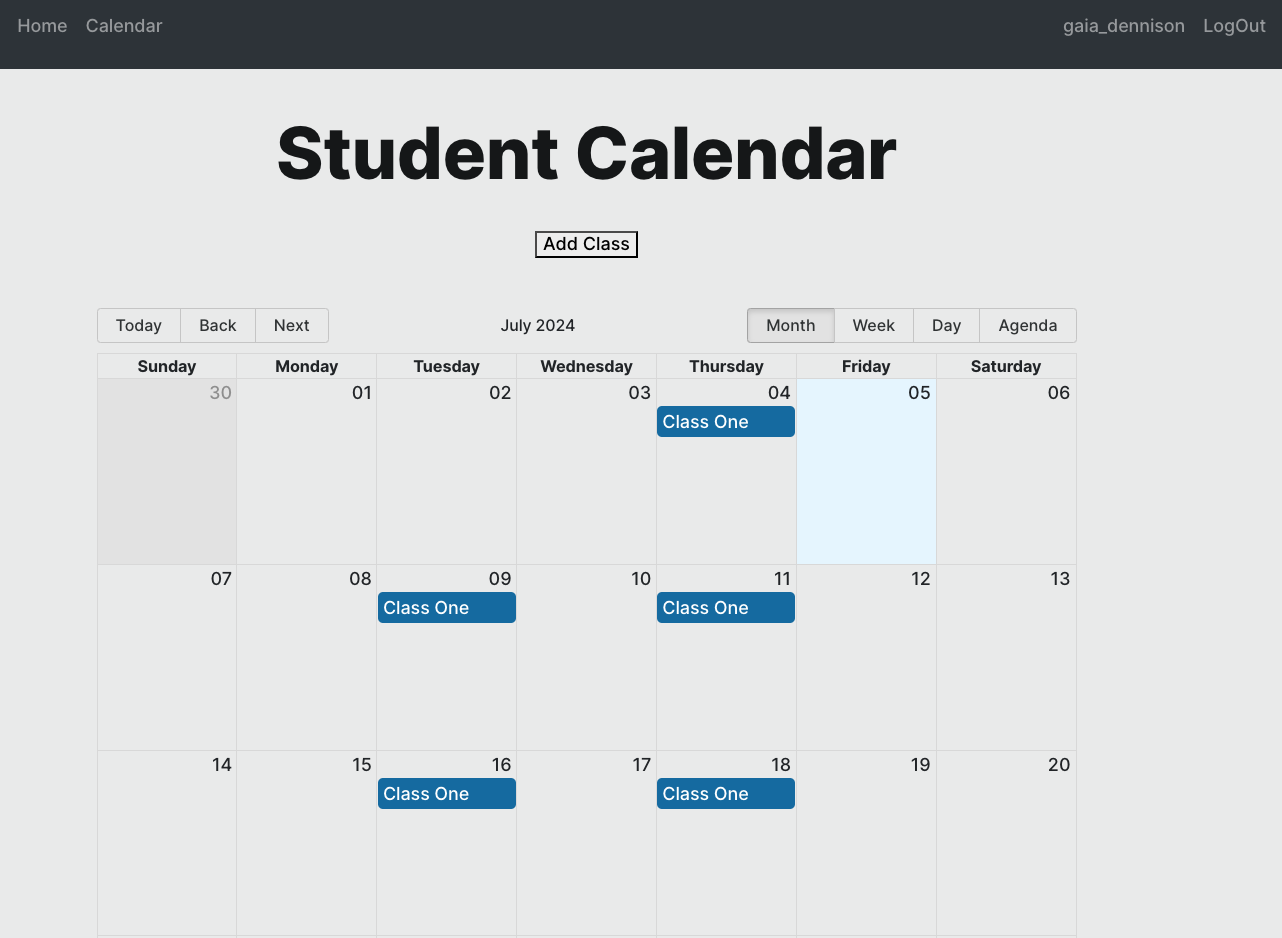 Home Calendar gaia_dennison LogOut
Student Calendar
Add Class
Today Back Next July 2024 Month Week Day Agenda
Sunday Monday Tuesday Wednesday Thursday Friday Saturday
30 01 02 03 04 05 06
Class One
07 08 09 10 11 12 13
Class One Class One
14 15 16 17 18 19 20
Class One Class One